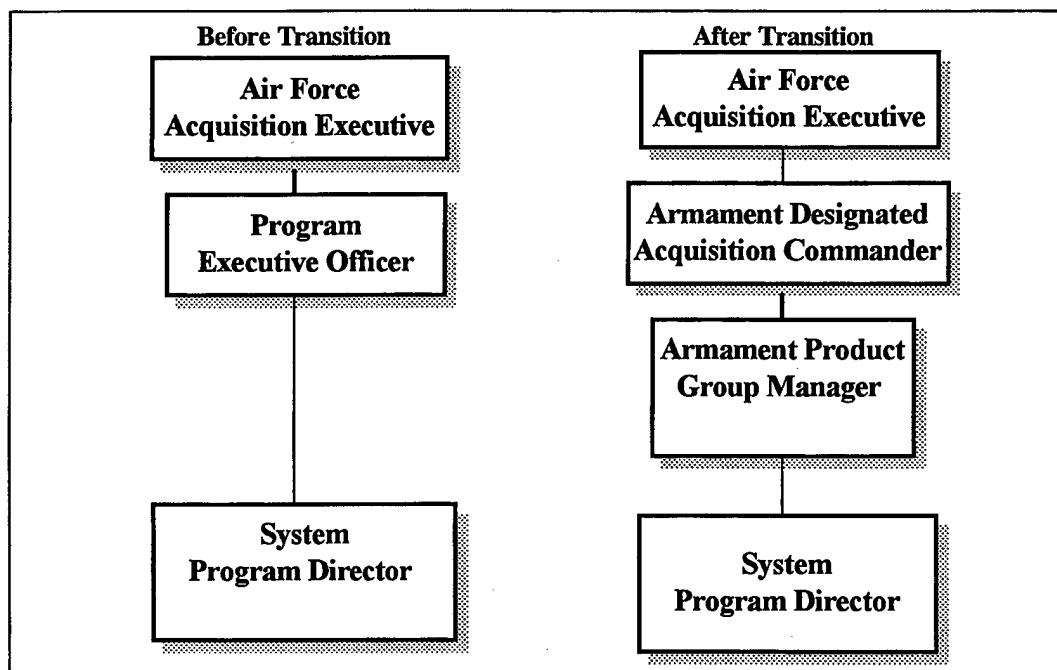 Before Transition
Air Force
Acquisition Executive
Program
Executive Officer
System
Program Director
After Transition
Air Force
Acquisition Executive
Armament Designated
Acquisition Commander
Armament Product
Group Manager
System
Program Director